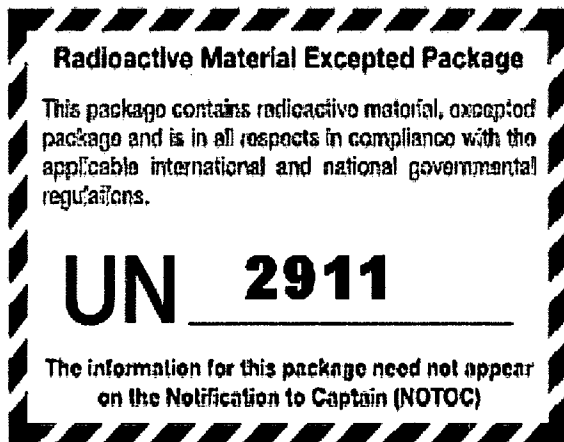 Radioactive Material Excepted Package
This package contains radioactive material, excepted
package and is in all respects in compliance with the
applicable international and national governmental
regulations.
UN 2911
The information for this package need not appear
on the Notification to Captain (NOTOC)